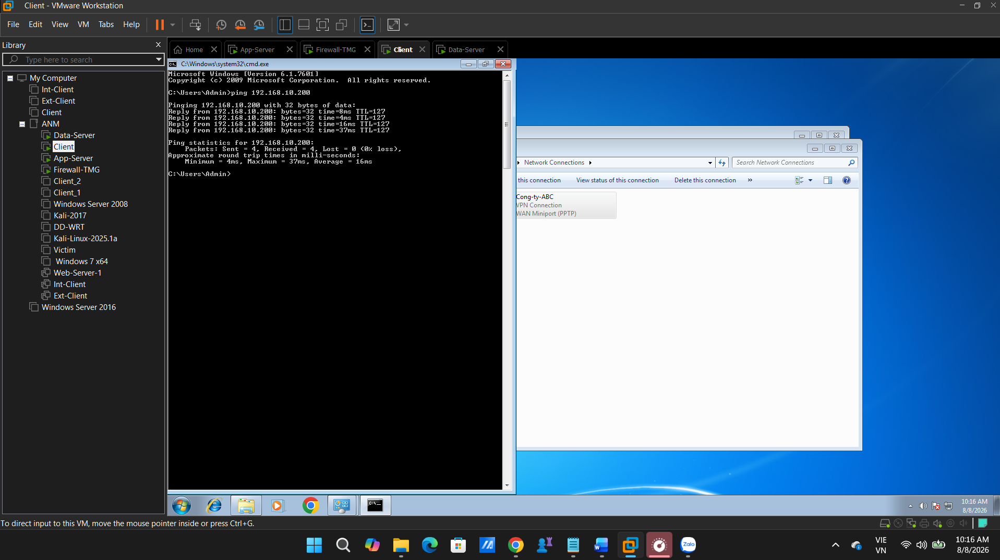 Client - VMware Workstation
File Edit View VM Tabs Help
Library
Type here to search
My Computer
Int-Client
Ext-Client
Client
ANM
Data-Server
Client
App-Server
Firewall-TMG
Client_2
Client_1
Windows Server 2008
Kali-2017
DD-WRT
Kali-Linux-2025.1a
Victim
Windows 7 x64
Web-Server-1
Int-Client
Ext-Client
Windows Server 2016
Home App-Server Firewall-TMG Client Data-Server
C:\Windows\system32\cmd.exe
Microsoft Windows [Version 6.1.7601]
Copyright (c) 2009 Microsoft Corporation.  All rights reserved.
C:\Users\Admin>ping 192.168.10.200
Pinging 192.168.10.200 with 32 bytes of data:
Reply from 192.168.10.200: bytes=32 time=8ms TTL=127
Reply from 192.168.10.200: bytes=32 time=4ms TTL=127
Reply from 192.168.10.200: bytes=32 time=16ms TTL=127
Reply from 192.168.10.200: bytes=32 time=37ms TTL=127
Ping statistics for 192.168.10.200:
Packets: Sent = 4, Received = 4, Lost = 0 (0% loss),
Approximate round trip times in milli-seconds:
Minimum = 4ms, Maximum = 37ms, Average = 16ms
C:\Users\Admin>
Network Connections
Search Network Connections
this connection View status of this connection Delete this connection »
Cong-ty-ABC
VPN Connection
WAN Miniport (PPTP)
10:16 AM
8/8/2026
To direct input to this VM, move the mouse pointer inside or press Ctrl+G.
Zalo
VIE
VN
10:16 AM
8/8/2026